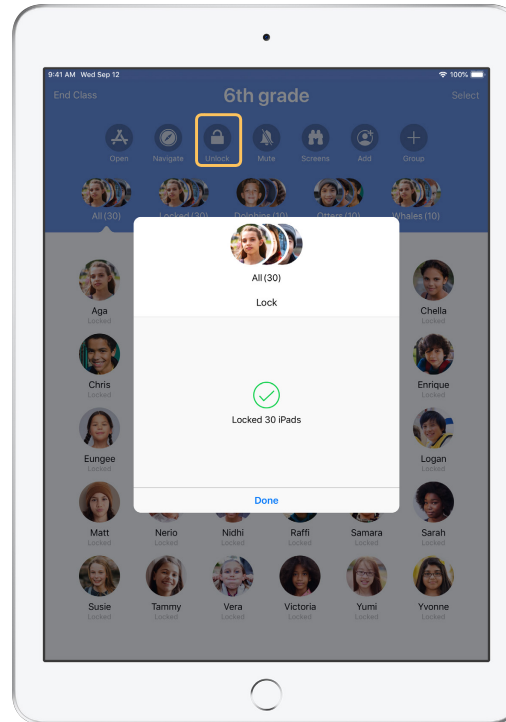 9:41 AM Wed Sep 12
100%
End Class
6th grade
Select
Open
Navigate
Unlock
Mute
Screens
Add
Group
All (30)
Locked (30)
Dolphins (10)
Otters (10)
Whales (10)
All (30)
Lock
Aga
Locked
Chella
Locked
Chris
Locked
Enrique
Locked
Locked 30 iPads
Eungee
Locked
Logan
Locked
Done
Matt
Nerio
Nidhi
Raffi
Samara
Sarah
Locked
Locked
Locked
Locked
Locked
Locked
Susie
Tammy
Vera
Victoria
Yumi
Yvonne
Locked
Locked
Locked
Locked
Locked
Locked